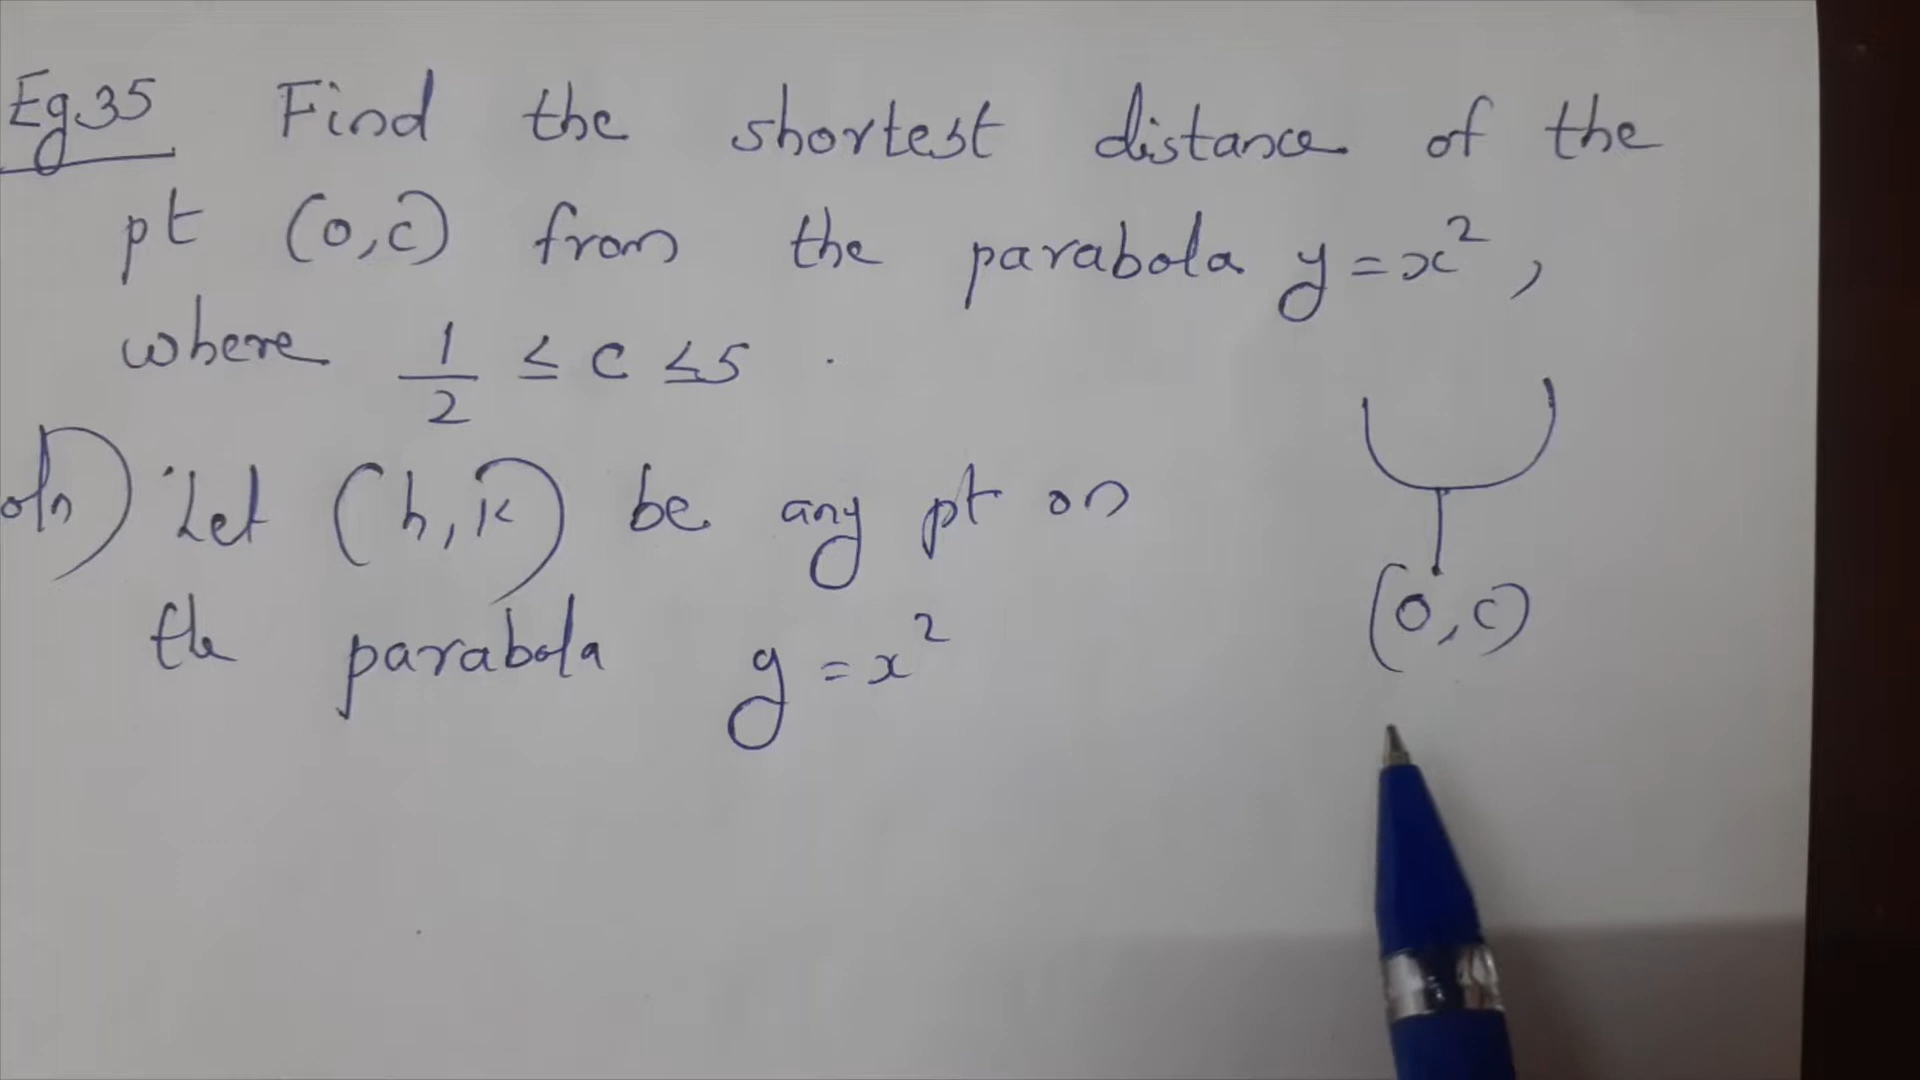 Eg.35 Find the shortest distance of the
pt (0,c) from the parabola y=x²,
where 1/2 ≤ c ≤5 .
oln) Let (h,k) be any pt on
the parabola y=x²
(0,c)